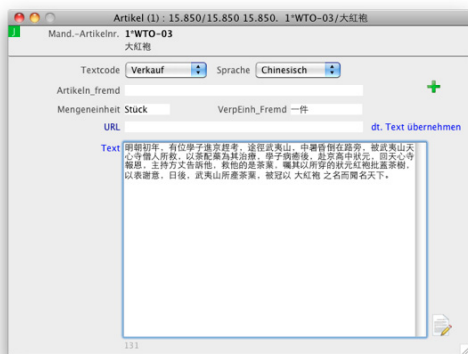 Artikel (1) : 15.850/15.850 15.850. 1*WTO-03/大紅袍
Mand.-Artikelnr. 1*WTO-03
大紅袍
Textcode Verkauf Sprache Chinesisch
Artikeln_fremd
Mengeneinheit Stück VerpEinh_Fremd 一件
URL dt. Text übernehmen
Text
明朝初年，有位學子進京趕考，途徑武夷山，中暑昏倒在路旁，被武夷山天
心寺僧人所救，以茶配藥為其治療，學子病癒後，赴京高中狀元，回天心寺
報恩，主持方丈告訴他，救他的是茶葉，囑其以所穿的狀元紅袍批蓋茶樹，
以表謝意，日後，武夷山所產茶葉，被冠以 大紅袍 之名而聞名天下。
131